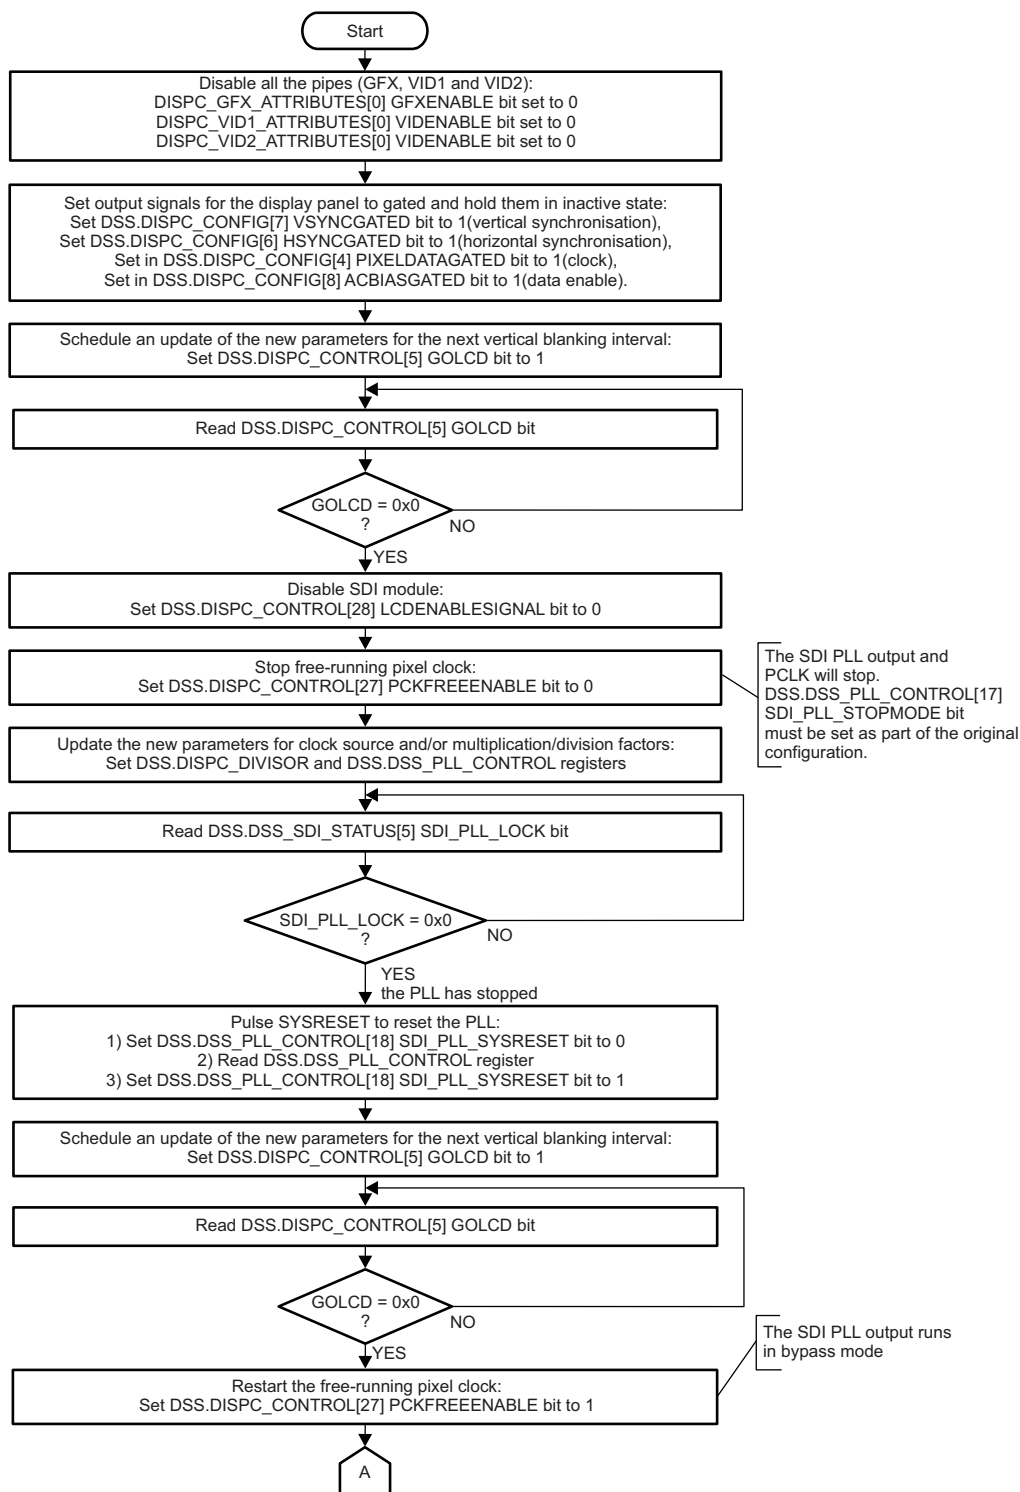 Start
Disable all the pipes (GFX, VID1 and VID2):
DISPC_GFX_ATTRIBUTES[0] GFXENABLE bit set to 0
DISPC_VID1_ATTRIBUTES[0] VIDENABLE bit set to 0
DISPC_VID2_ATTRIBUTES[0] VIDENABLE bit set to 0
Set output signals for the display panel to gated and hold them in inactive state:
Set DSS.DISPC_CONFIG[7] VSYNCGATED bit to 1(vertical synchronisation),
Set DSS.DISPC_CONFIG[6] HSYNCGATED bit to 1(horizontal synchronisation),
Set in DSS.DISPC_CONFIG[4] PIXELDATAGATED bit to 1(clock),
Set in DSS.DISPC_CONFIG[8] ACBIASGATED bit to 1(data enable).
Schedule an update of the new parameters for the next vertical blanking interval:
Set DSS.DISPC_CONTROL[5] GOLCD bit to 1
Read DSS.DISPC_CONTROL[5] GOLCD bit
GOLCD = 0x0
?
NO
YES
Disable SDI module:
Set DSS.DISPC_CONTROL[28] LCDENABLESIGNAL bit to 0
Stop free-running pixel clock:
Set DSS.DISPC_CONTROL[27] PCKFREEENABLE bit to 0
The SDI PLL output and
PCLK will stop.
DSS.DSS_PLL_CONTROL[17]
SDI_PLL_STOPMODE bit
must be set as part of the original
configuration.
Update the new parameters for clock source and/or multiplication/division factors:
Set DSS.DISPC_DIVISOR and DSS.DSS_PLL_CONTROL registers
Read DSS.DSS_SDI_STATUS[5] SDI_PLL_LOCK bit
SDI_PLL_LOCK = 0x0
?
NO
YES
the PLL has stopped
Pulse SYSRESET to reset the PLL:
1) Set DSS.DSS_PLL_CONTROL[18] SDI_PLL_SYSRESET bit to 0
2) Read DSS.DSS_PLL_CONTROL register
3) Set DSS.DSS_PLL_CONTROL[18] SDI_PLL_SYSRESET bit to 1
Schedule an update of the new parameters for the next vertical blanking interval:
Set DSS.DISPC_CONTROL[5] GOLCD bit to 1
Read DSS.DISPC_CONTROL[5] GOLCD bit
GOLCD = 0x0
?
NO
YES
The SDI PLL output runs
in bypass mode
Restart the free-running pixel clock:
Set DSS.DISPC_CONTROL[27] PCKFREEENABLE bit to 1
A